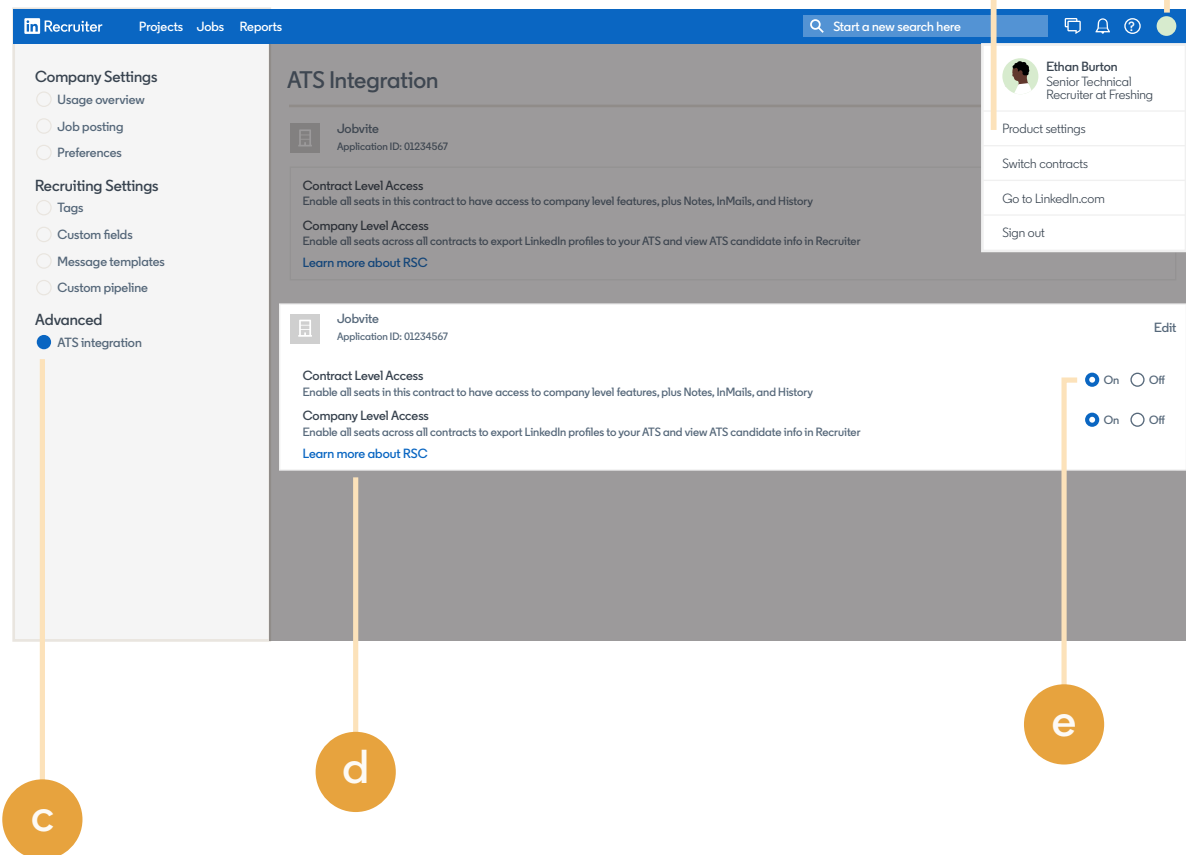 in Recruiter Projects Jobs Reports Start a new search here
Company Settings
Usage overview
Job posting
Preferences
Recruiting Settings
Tags
Custom fields
Message templates
Custom pipeline
Advanced
ATS integration
ATS Integration
Jobvite
Application ID: 01234567
Contract Level Access
Enable all seats in this contract to have access to company level features, plus Notes, InMails, and History
Company Level Access
Enable all seats across all contracts to export LinkedIn profiles to your ATS and view ATS candidate info in Recruiter
Learn more about RSC
Ethan Burton
Senior Technical
Recruiter at Freshing
Product settings
Switch contracts
Go to LinkedIn.com
Sign out
Jobvite
Application ID: 01234567
Edit
Contract Level Access
Enable all seats in this contract to have access to company level features, plus Notes, InMails, and History
On Off
Company Level Access
Enable all seats across all contracts to export LinkedIn profiles to your ATS and view ATS candidate info in Recruiter
On Off
Learn more about RSC
c
d
e